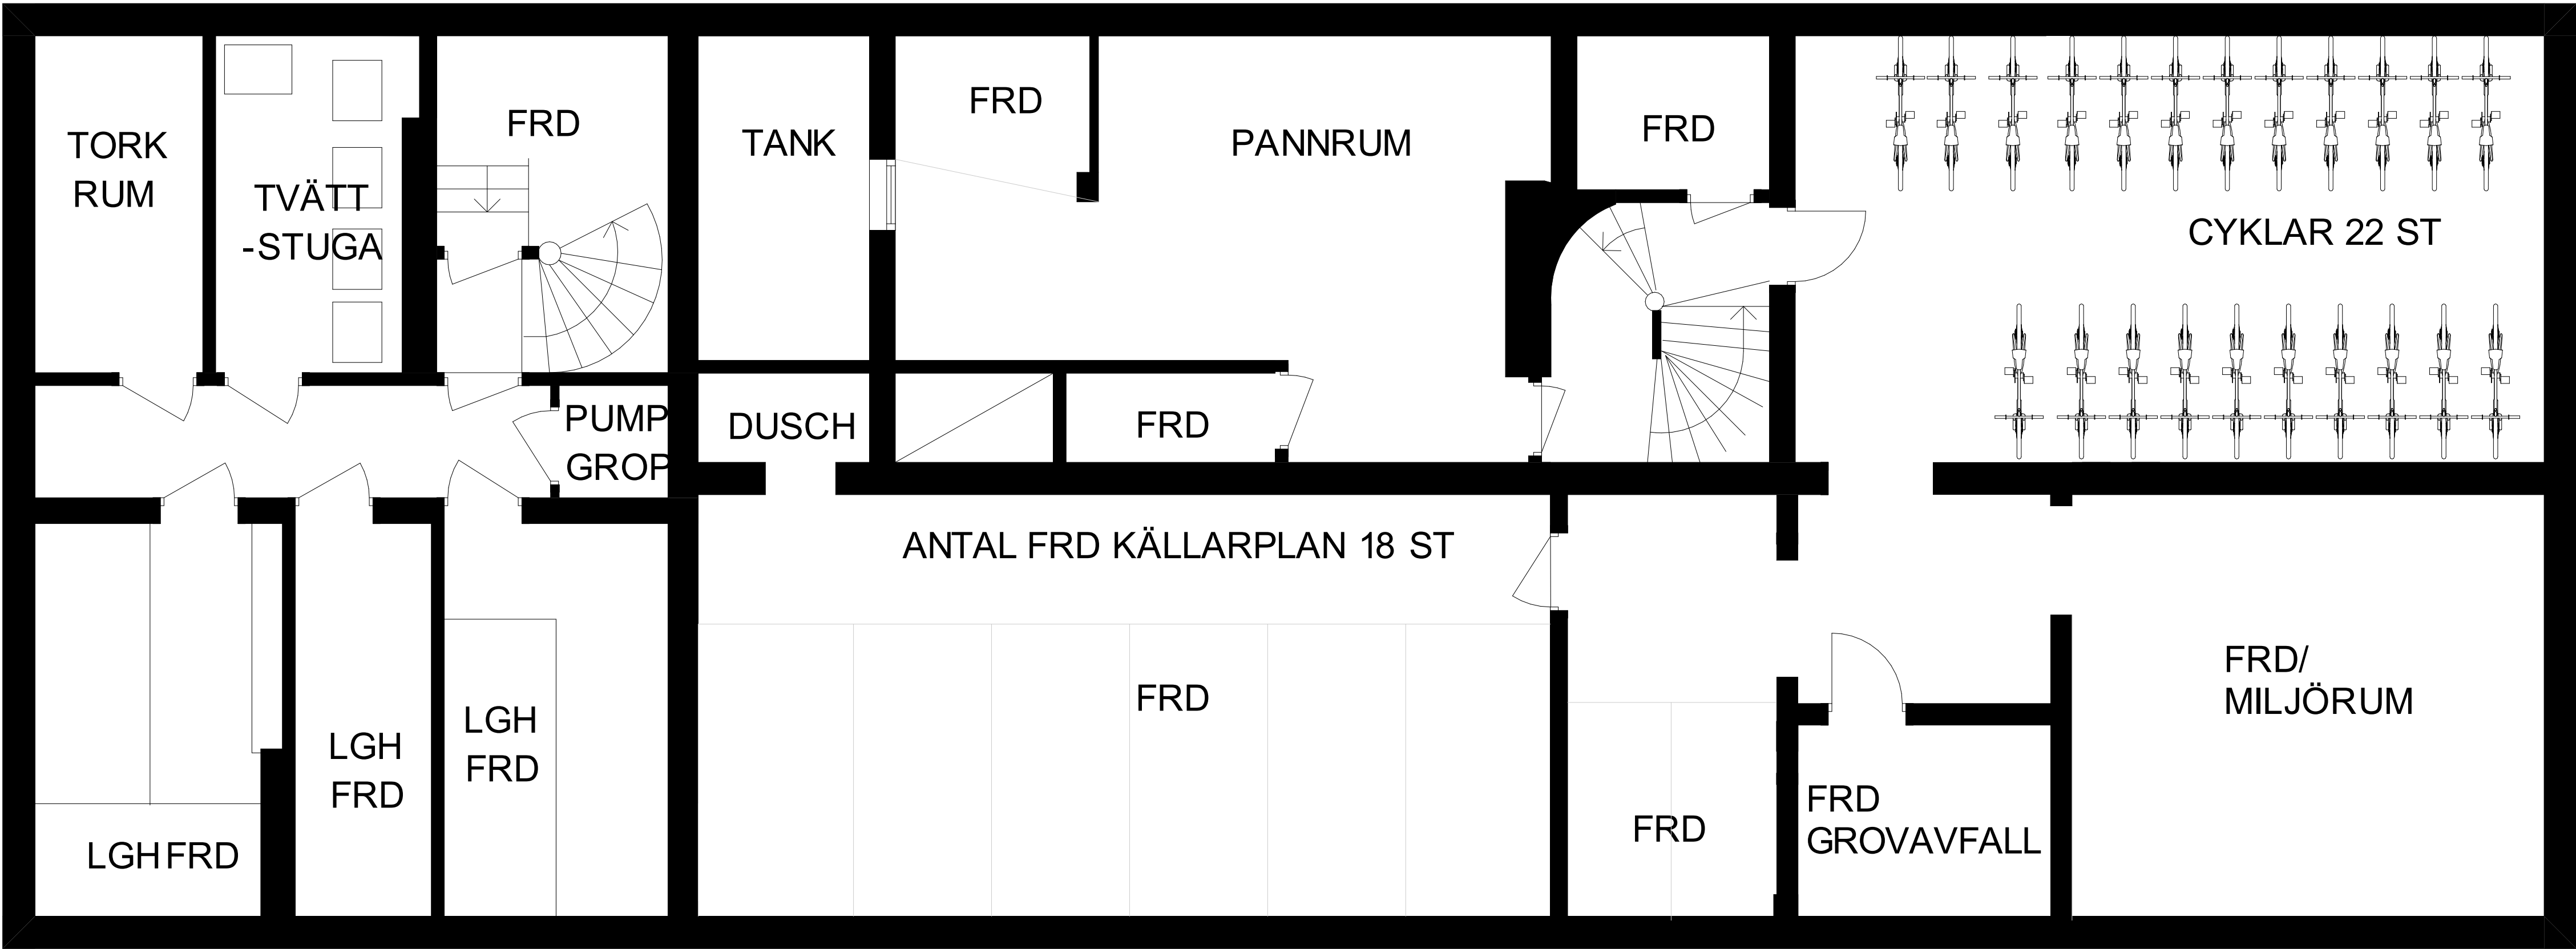 TORK
RUM
TVÄTT
-STUGA
FRD
TANK
FRD
PANNRUM
FRD
CYKLAR 22 ST
PUMP
GROP
DUSCH
FRD
ANTAL FRD KÄLLARPLAN 18 ST
LGH FRD
LGH
FRD
LGH
FRD
FRD
FRD
FRD
GROVAVFALL
FRD/
MILJÖRUM